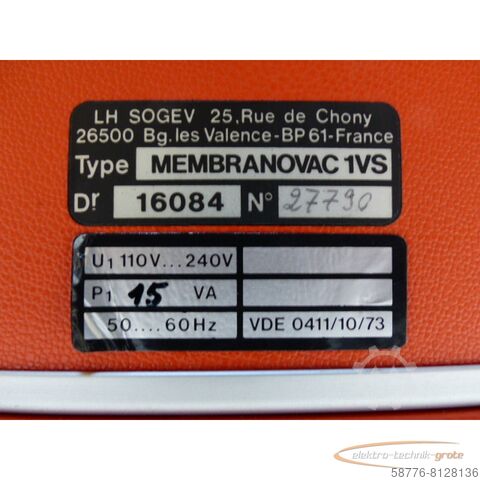 LH SOGEV 25.Rue de Chony
26500 Bg.les Valence-BP 61-France
Type MEMBRANOVAC 1VS
Dr 16084 N° 27790
U1 110V...240V
P1 15 VA
50....60Hz VDE 0411/10/73
elektro-technik-grote
58776-8128136